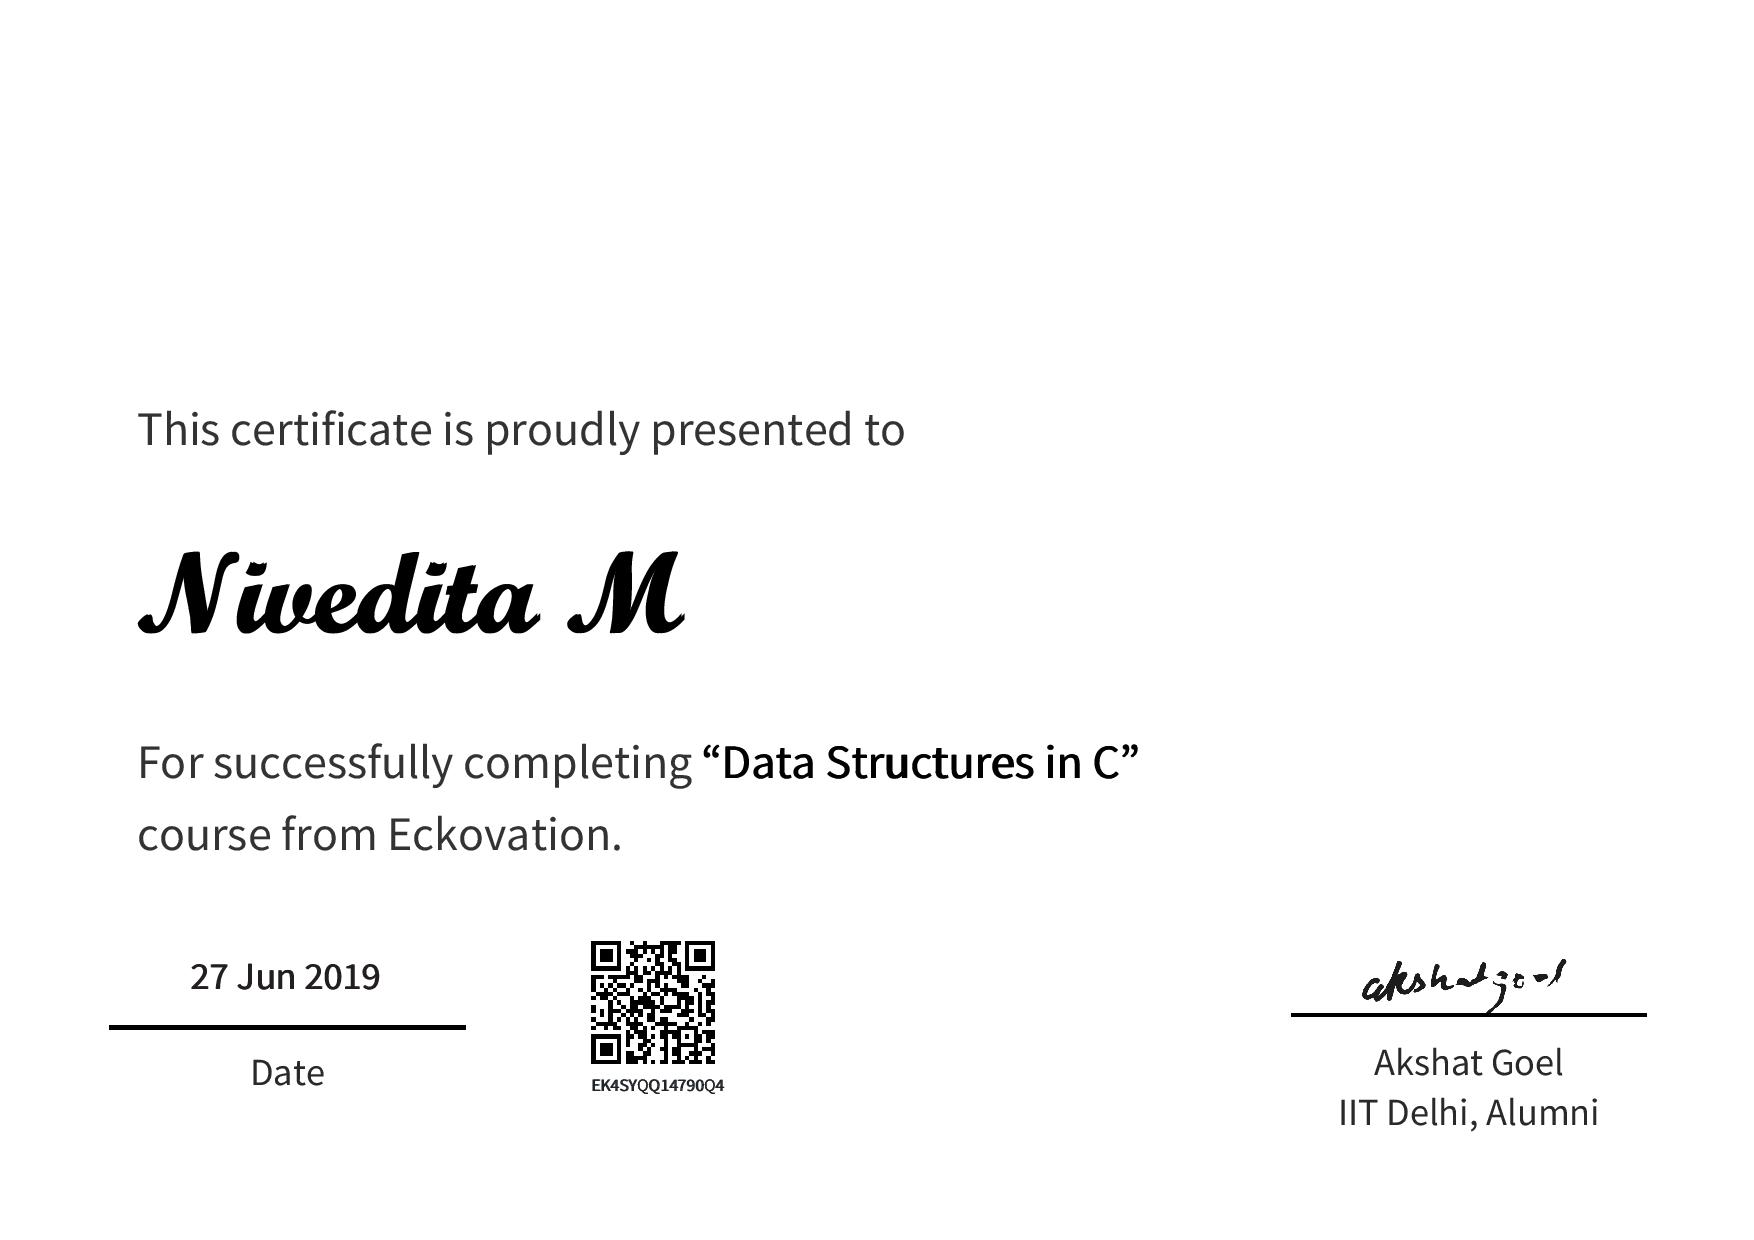 This certificate is proudly presented to
Nivedita M
For successfully completing “Data Structures in C”
course from Eckovation.
27 Jun 2019
Date
EK4SYQQ14790Q4
akshat goel
Akshat Goel
IIT Delhi, Alumni